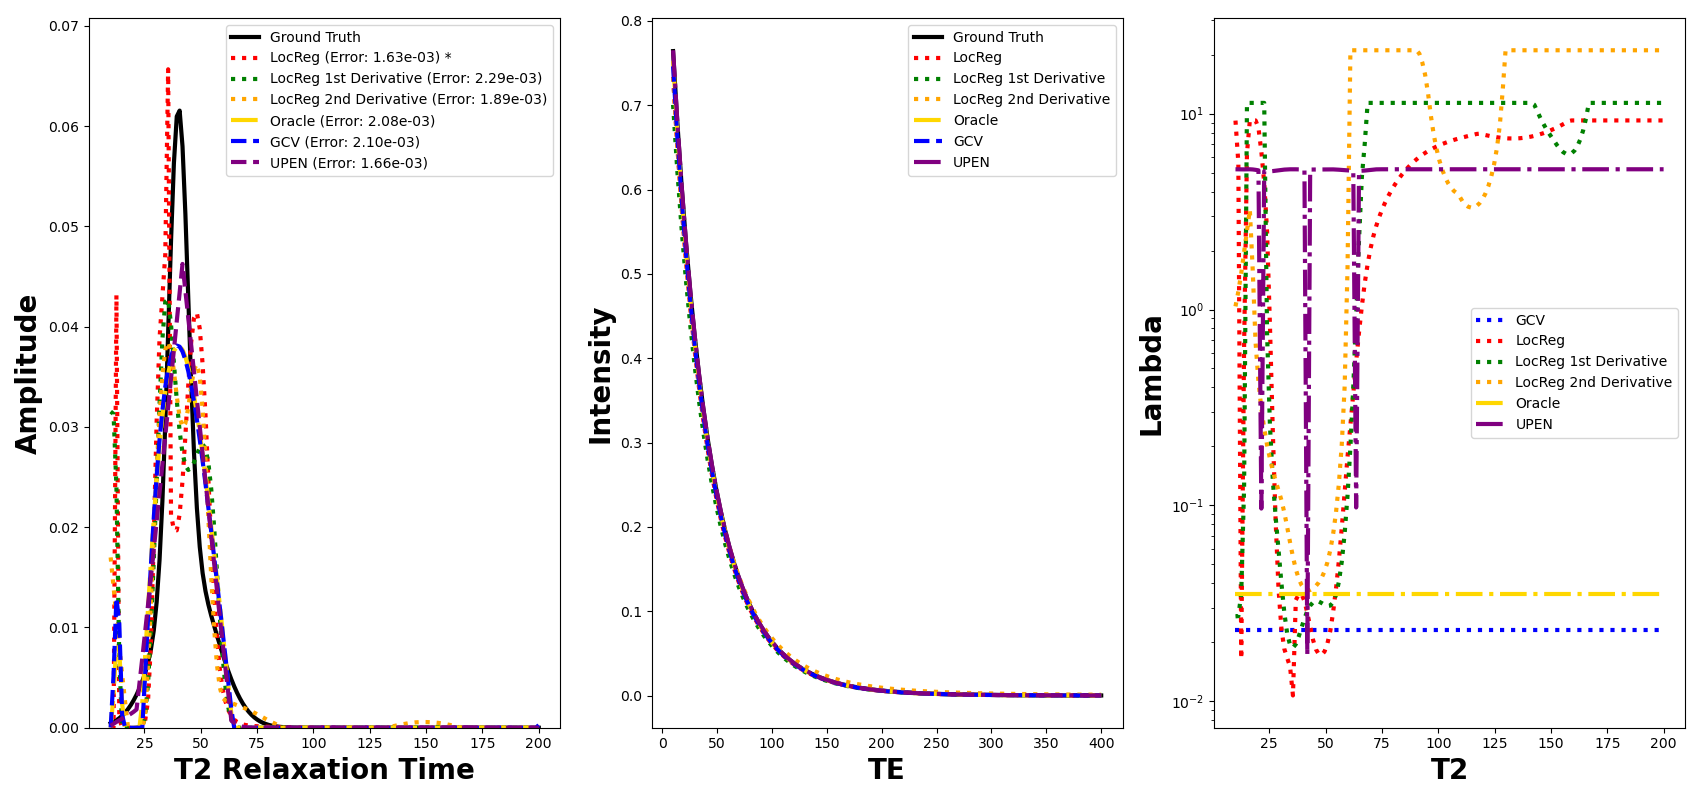 0.07
0.06
0.05
0.04
0.03
0.02
0.01
0.00
Amplitude
25
50
75
100
125
150
175
200
T2 Relaxation Time
Ground Truth
LocReg (Error: 1.63e-03) *
LocReg 1st Derivative (Error: 2.29e-03)
LocReg 2nd Derivative (Error: 1.89e-03)
Oracle (Error: 2.08e-03)
GCV (Error: 2.10e-03)
UPEN (Error: 1.66e-03)
0.8
0.7
0.6
0.5
0.4
0.3
0.2
0.1
0.0
Intensity
0
50
100
150
200
250
300
350
400
TE
Ground Truth
LocReg
LocReg 1st Derivative
LocReg 2nd Derivative
Oracle
GCV
UPEN
10¹
10⁰
10⁻¹
10⁻²
Lambda
25
50
75
100
125
150
175
200
T2
GCV
LocReg
LocReg 1st Derivative
LocReg 2nd Derivative
Oracle
UPEN